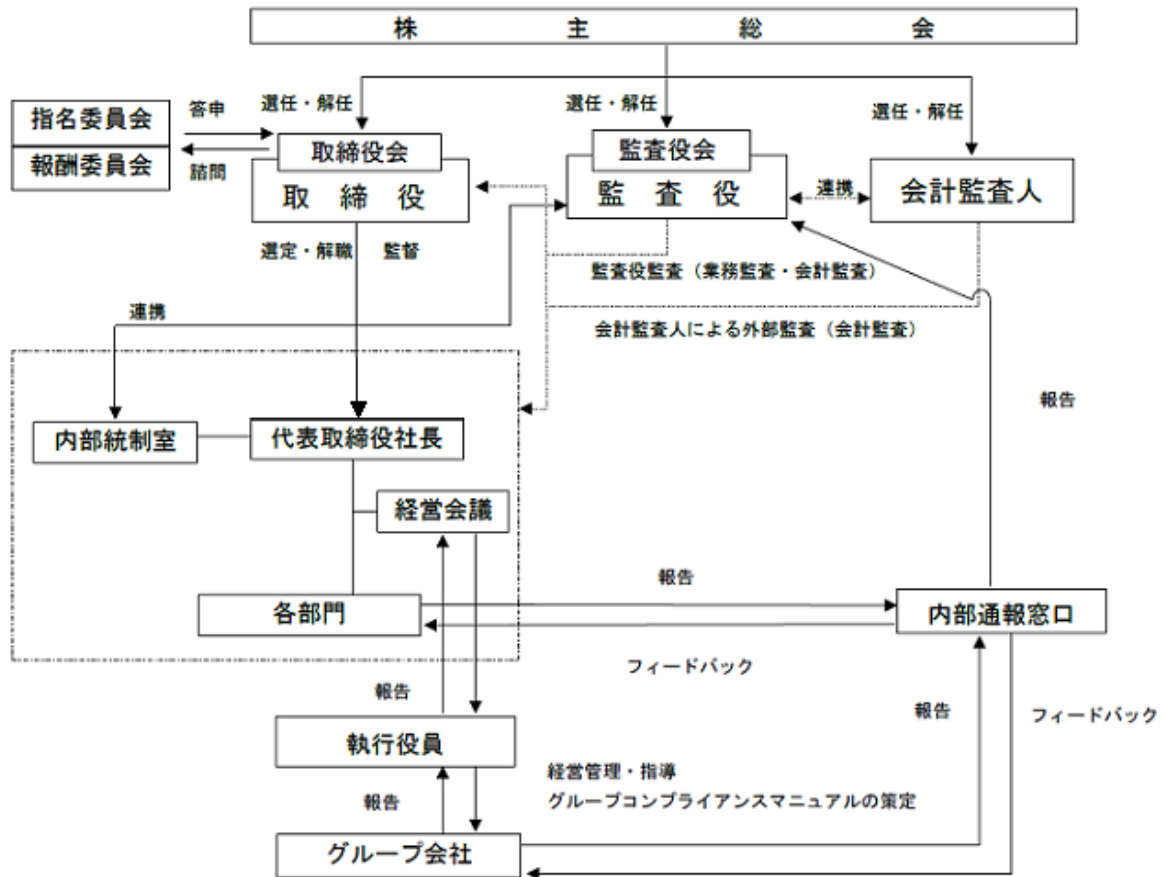 株主総会
答申
選任・解任
選任・解任
選任・解任
指名委員会
取締役会
監査役会
報酬委員会
諮問
取締役
監査役
連携
会計監査人
選定・解職
監督
監査役監査（業務監査・会計監査）
連携
会計監査人による外部監査（会計監査）
報告
内部統制室
代表取締役社長
経営会議
報告
各部門
内部通報窓口
フィードバック
報告
報告
フィードバック
執行役員
経営管理・指導
グループコンプライアンスマニュアルの策定
報告
グループ会社